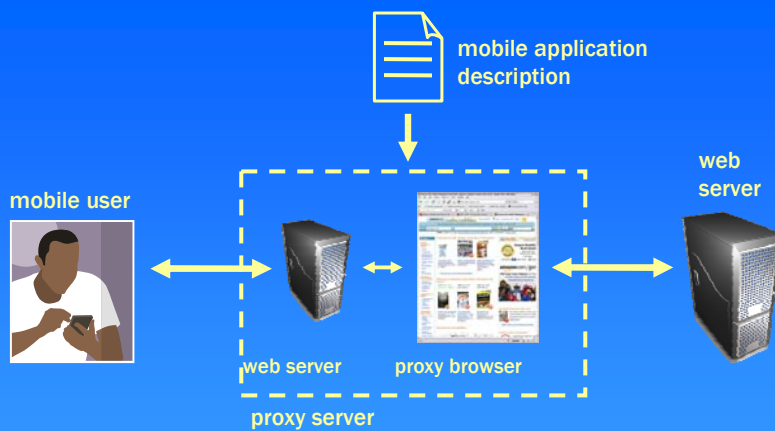 mobile application
description
web
server
mobile user
web server
proxy browser
proxy server